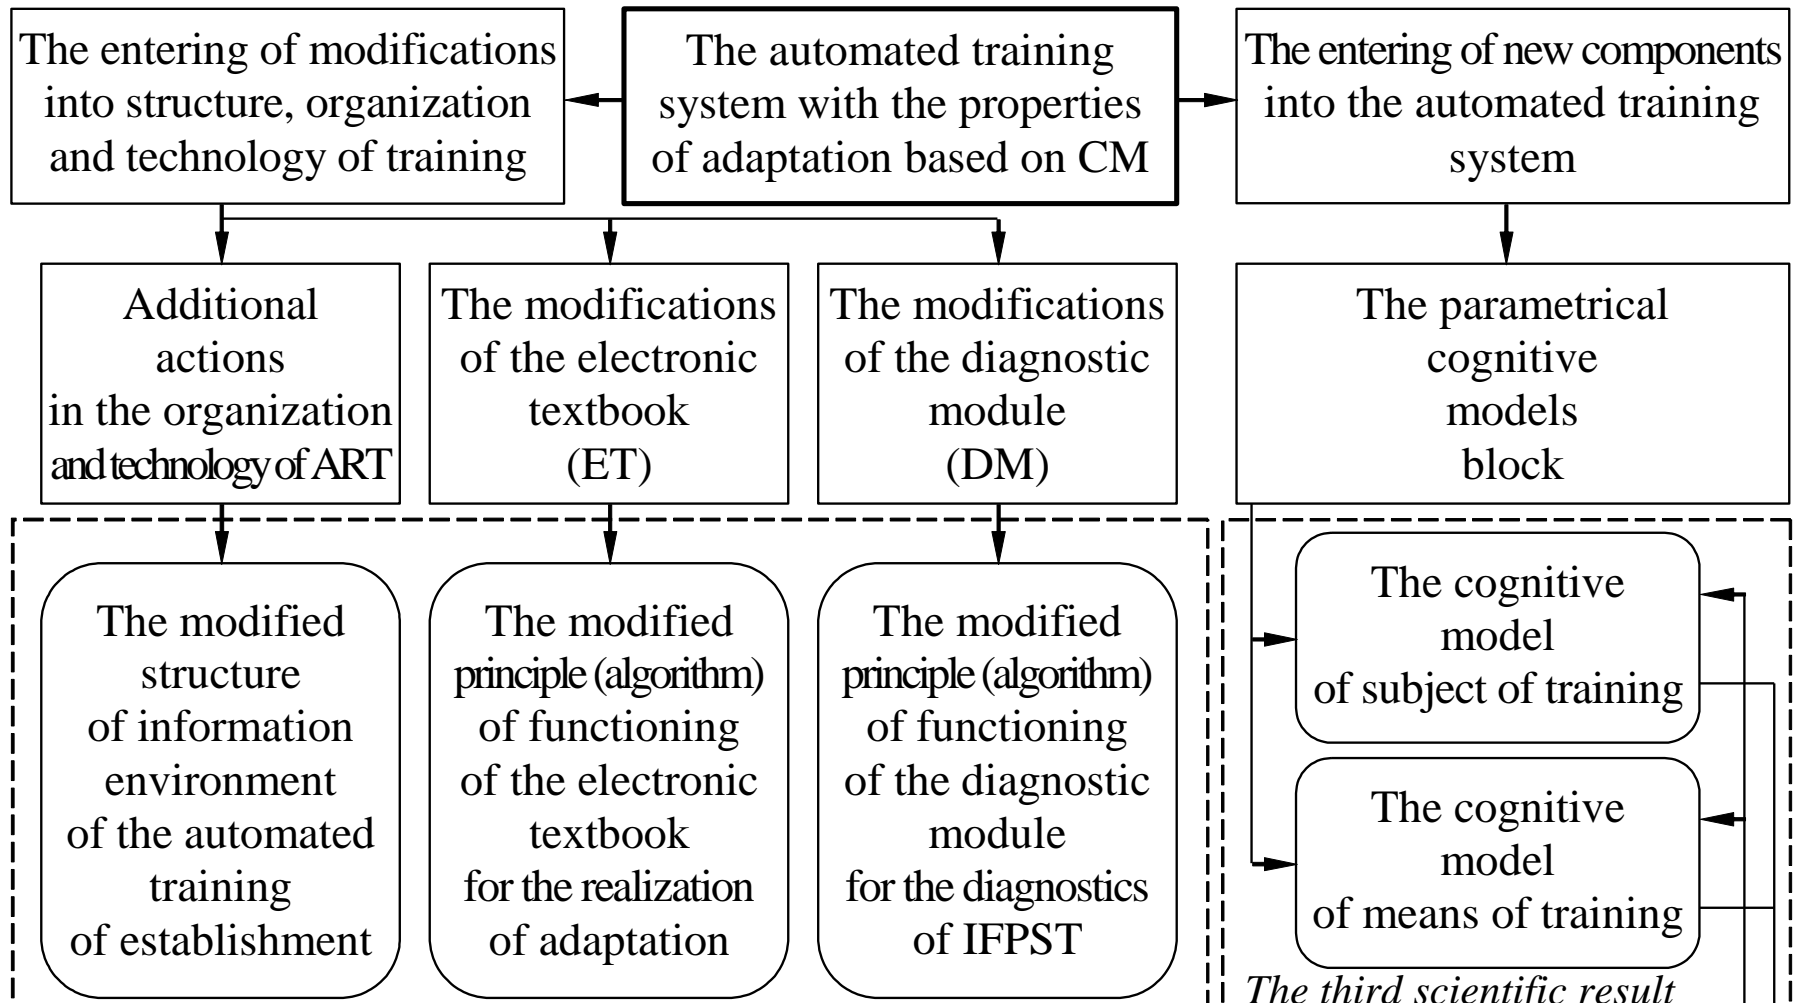 The entering of modifications
into structure, organization
and technology of training
The automated training
system with the properties
of adaptation based on CM
The entering of new components
into the automated training
system
Additional
actions
in the organization
and technology of ART
The modifications
of the electronic
textbook
(ET)
The modifications
of the diagnostic
module
(DM)
The parametrical
cognitive
models
block
The modified
structure
of information
environment
of the automated
training
of establishment
The modified
principle (algorithm)
of functioning
of the electronic
textbook
for the realization
of adaptation
The modified
principle (algorithm)
of functioning
of the diagnostic
module
for the diagnostics
of IFPST
The cognitive
model
of subject of training
The cognitive
model
of means of training
The third scientific result